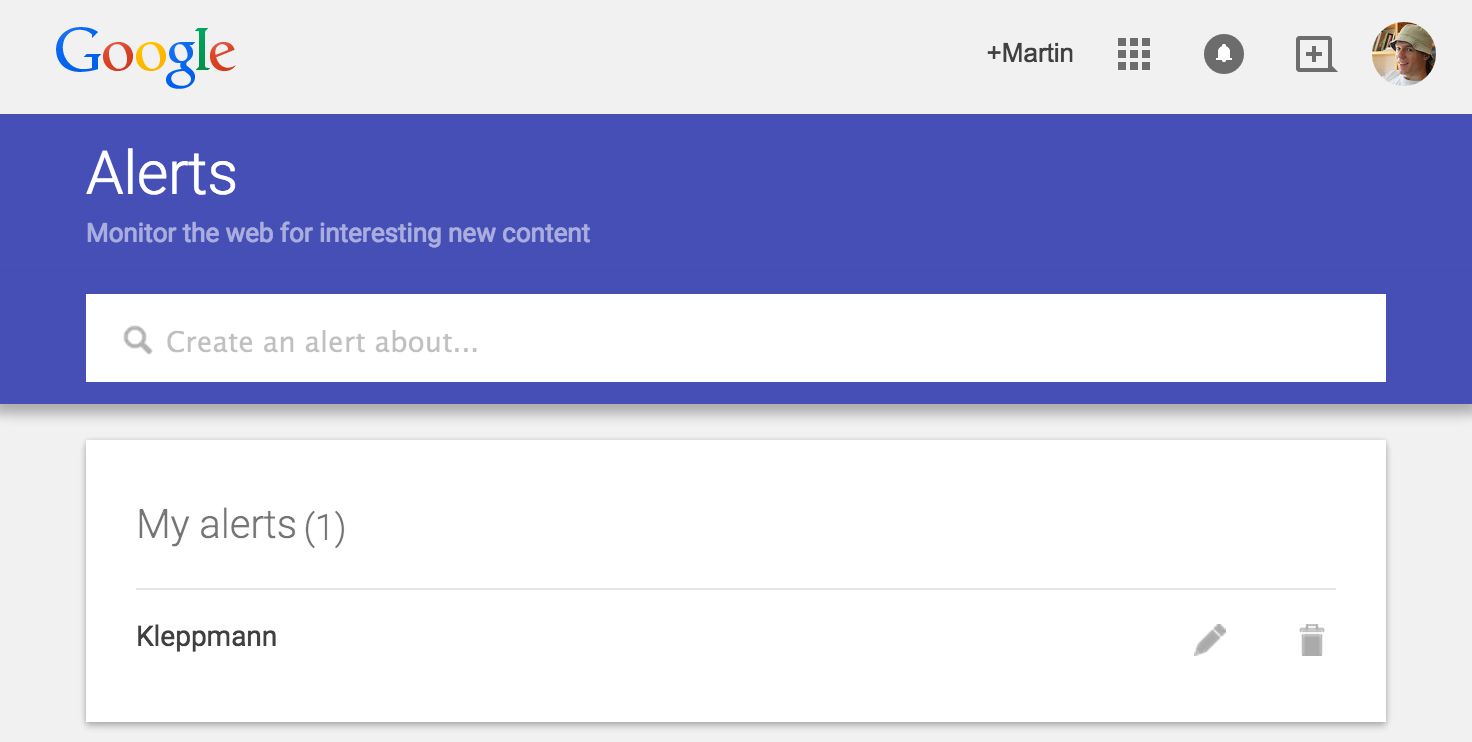 Google
+Martin
Alerts
Monitor the web for interesting new content
Create an alert about...
My alerts (1)
Kleppmann